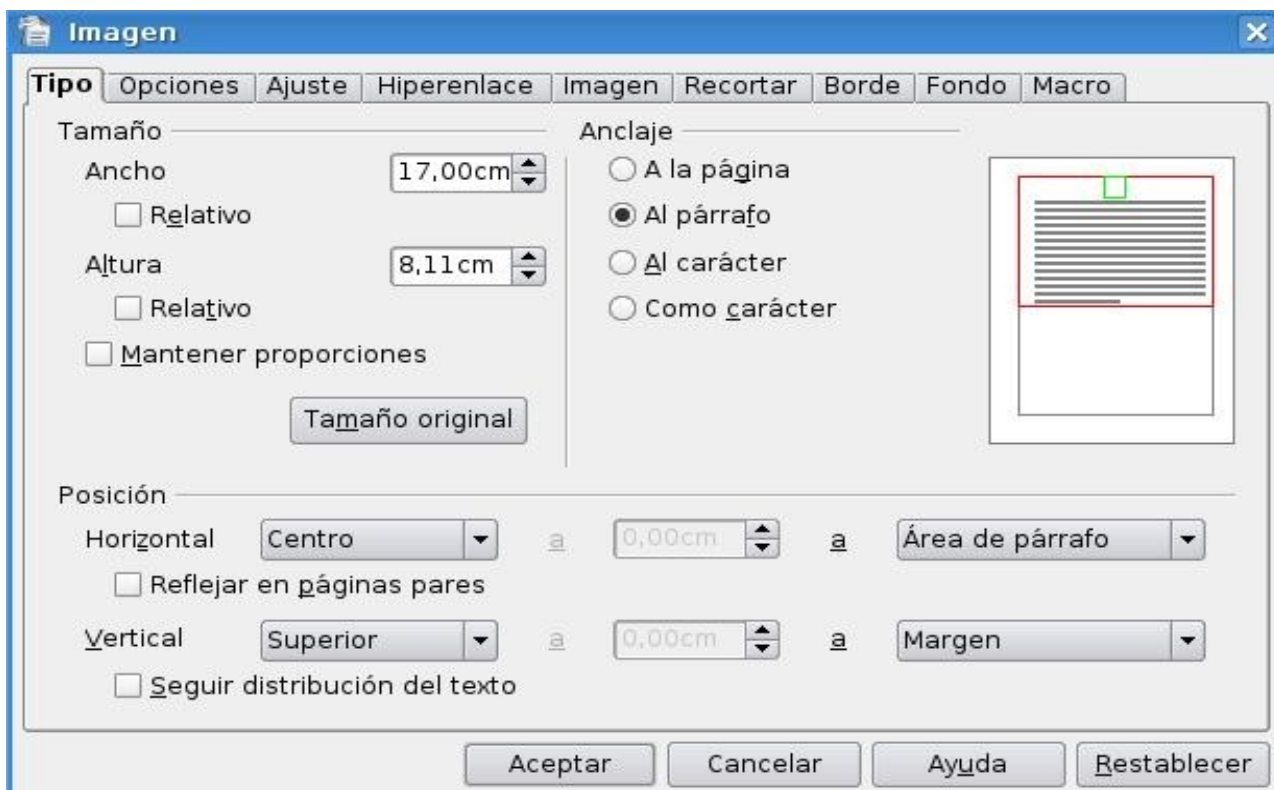 Imagen
Tipo Opciones Ajuste Hiperenlace Imagen Recortar Borde Fondo Macro
Tamaño
Ancho 17,00cm
Relativo
Altura 8,11cm
Relativo
Mantener proporciones
Tamaño original
Anclaje
A la página
Al párrafo
Al carácter
Como carácter
Posición
Horizontal Centro a 0,00cm a Área de párrafo
Reflejar en páginas pares
Vertical Superior a 0,00cm a Margen
Seguir distribución del texto
Aceptar Cancelar Ayuda Restablecer